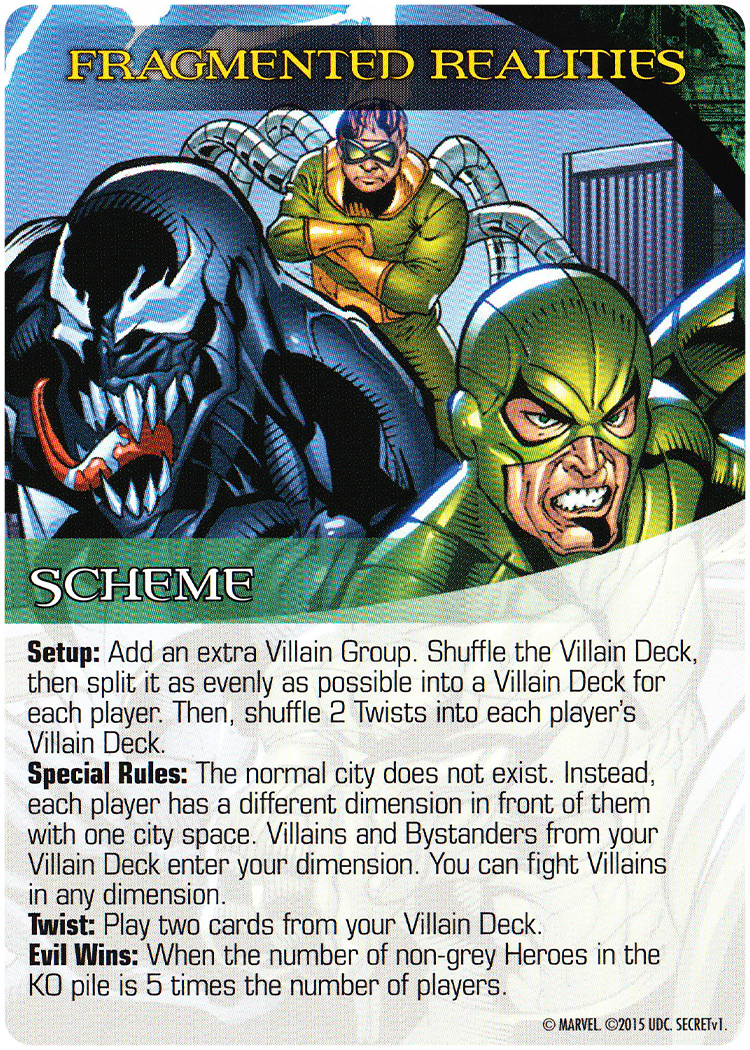 FRAGMENTED REALITIES
SCHEME
Setup: Add an extra Villain Group. Shuffle the Villain Deck,
then split it as evenly as possible into a Villain Deck for
each player. Then, shuffle 2 Twists into each player's
Villain Deck.
Special Rules: The normal city does not exist. Instead,
each player has a different dimension in front of them
with one city space. Villains and Bystanders from your
Villain Deck enter your dimension. You can fight Villains
in any dimension.
Twist: Play two cards from your Villain Deck.
Evil Wins: When the number of non-grey Heroes in the
KO pile is 5 times the number of players.
© MARVEL. ©2015 UDC. SECRETv1.